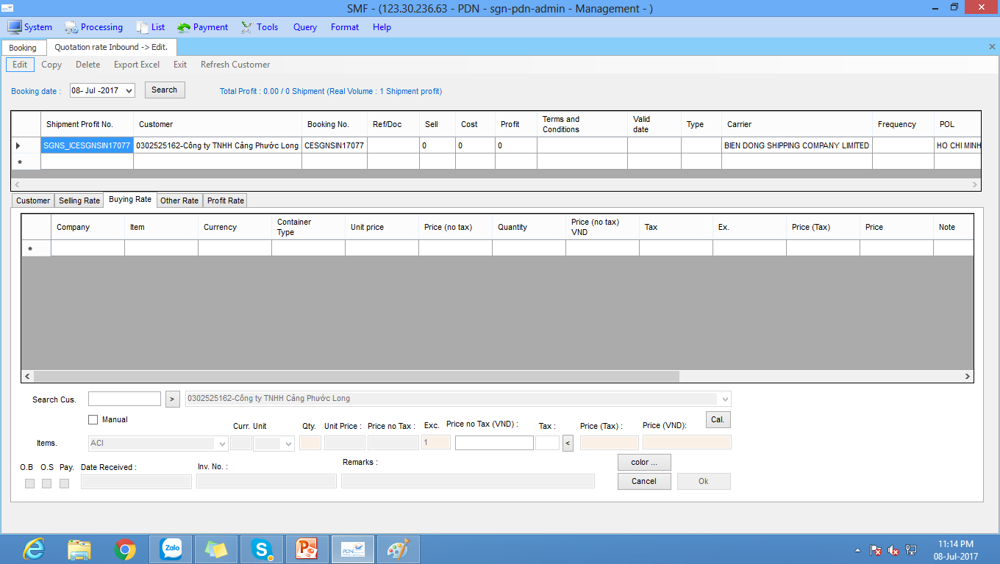 SMF - (123.30.236.63 - PDN - sgn-pdn-admin - Management - )
System Processing List Payment Tools Query Format Help
Booking Quotation rate Inbound -> Edit.
Edit Copy Delete Export Excel Exit Refresh Customer
Booking date : 08- Jul -2017 Search Total Profit : 0.00 / 0 Shipment (Real Volume : 1 Shipment profit)
Shipment Profit No. Customer Booking No. Ref/Doc Sell Cost Profit Terms and Conditions Valid date Type Carrier Frequency POL
SGNS_ICESGNSIN17077 0302525162-Công ty TNHH Cảng Phước Long CESGNSIN17077 0 0 0 BIEN DONG SHIPPING COMPANY LIMITED HO CHI MINH
*
Customer Selling Rate Buying Rate Other Rate Profit Rate
Company Item Currency Container Type Unit price Price (no tax) Quantity Price (no tax) VND Tax Ex. Price (Tax) Price Note
*
Search Cus. > 0302525162-Công ty TNHH Cảng Phước Long
Manual Cal.
Curr. Unit Qty. Unit Price : Price no Tax : Exc. Price no Tax (VND) : Tax : Price (Tax) : Price (VND):
Items. ACI 1 <
O.B O.S Pay. Date Received : Inv. No. : Remarks : color ...
Cancel Ok
Zalo PDN
11:14 PM
08-Jul-2017